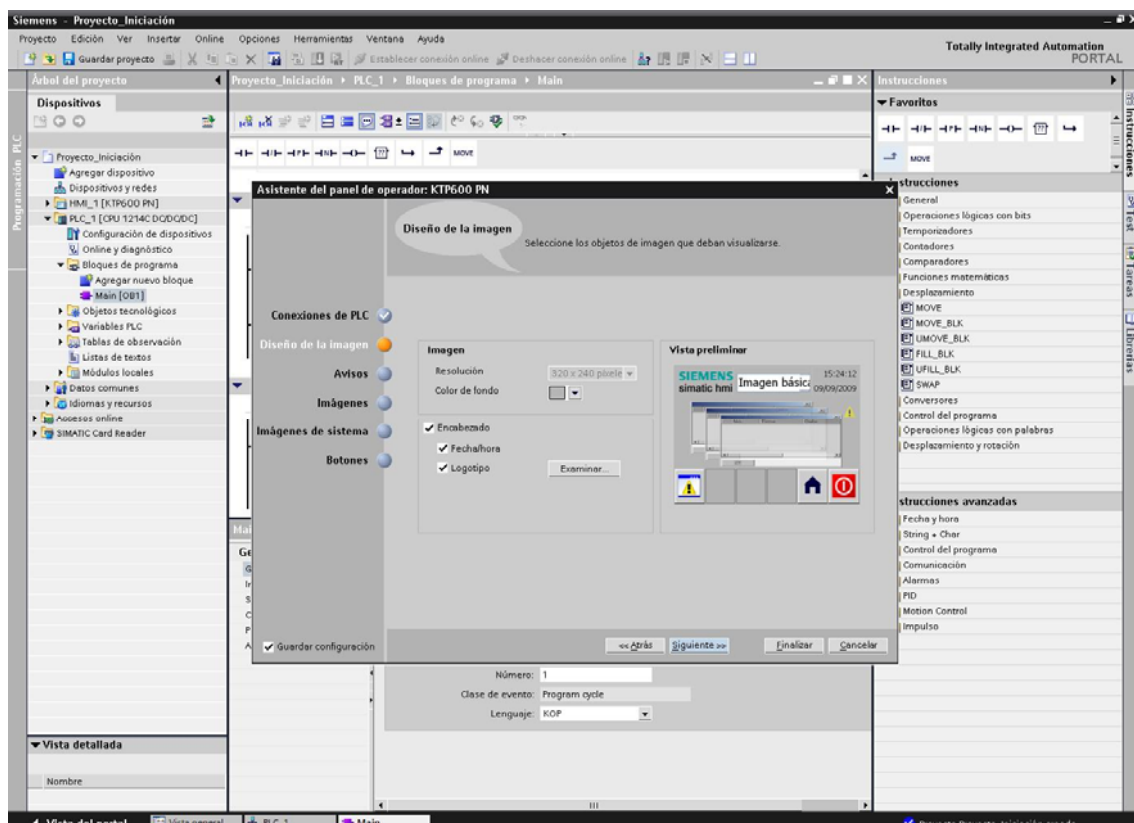 Siemens - Proyecto_Iniciación
Proyecto Edición Ver Insertar Online Opciones Herramientas Ventana Ayuda
Totally Integrated Automation
PORTAL
Guardar proyecto
Establecer conexión online
Deshacer conexión online
Árbol del proyecto
Dispositivos
Programación PLC
Proyecto_Iniciación
Agregar dispositivo
Dispositivos y redes
HMI_1 [KTP600 PN]
PLC_1 [CPU 1214C DC/DC/DC]
Configuración de dispositivos
Online y diagnóstico
Bloques de programa
Agregar nuevo bloque
Main [OB1]
Objetos tecnológicos
Variables PLC
Tablas de observación
Listas de textos
Módulos locales
Datos comunes
Idiomas y recursos
Accesos online
SIMATIC Card Reader
Vista detallada
Nombre
Proyecto_Iniciación PLC_1 Bloques de programa Main
MOVE
Asistente del panel de operador: KTP600 PN
Diseño de la imagen
Seleccione los objetos de imagen que deban visualizarse.
Conexiones de PLC
Diseño de la imagen
Avisos
Imágenes
Imágenes de sistema
Botones
Guardar configuración
Imagen
Resolución
320 x 240 píxele
Color de fondo
Encabezado
Fecha/hora
Logotipo
Examinar...
Vista preliminar
SIEMENS
simatic hmi
Imagen básica
15:24:12
09/09/2009
<< Atrás
Siguiente >>
Finalizar
Cancelar
Número: 1
Clase de evento: Program cycle
Lenguaje: KOP
Instrucciones
Favoritos
MOVE
General
Operaciones lógicas con bits
Temporizadores
Contadores
Comparadores
Funciones matemáticas
Desplazamiento
MOVE
MOVE_BLK
UMOVE_BLK
FILL_BLK
UFILL_BLK
SWAP
Conversores
Control del programa
Operaciones lógicas con palabras
Desplazamiento y rotación
strucciones avanzadas
Fecha y hora
String + Char
Control del programa
Comunicación
Alarmas
PID
Motion Control
Impulso
Instrucciones
Test
Tareas
Librerías
Vista del portal
Vista general
PLC_1
Main